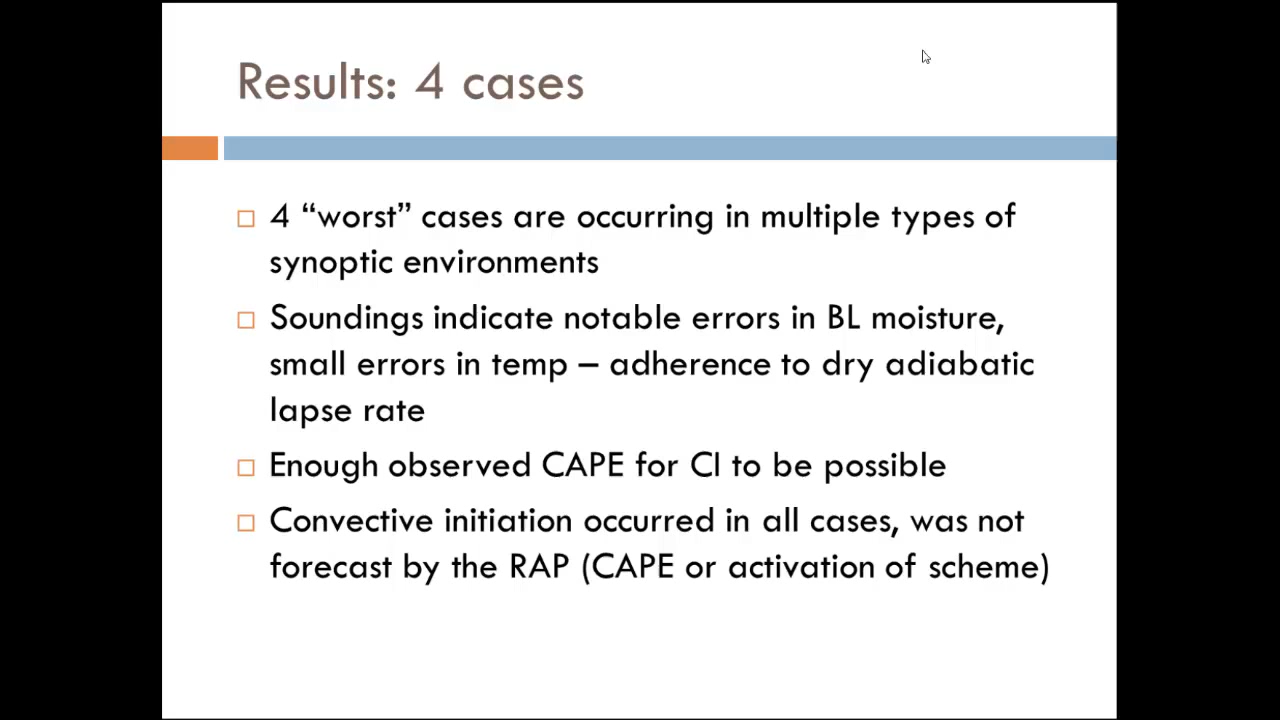 Results: 4 cases
4 “worst” cases are occurring in multiple types of
synoptic environments
Soundings indicate notable errors in BL moisture,
small errors in temp – adherence to dry adiabatic
lapse rate
Enough observed CAPE for CI to be possible
Convective initiation occurred in all cases, was not
forecast by the RAP (CAPE or activation of scheme)